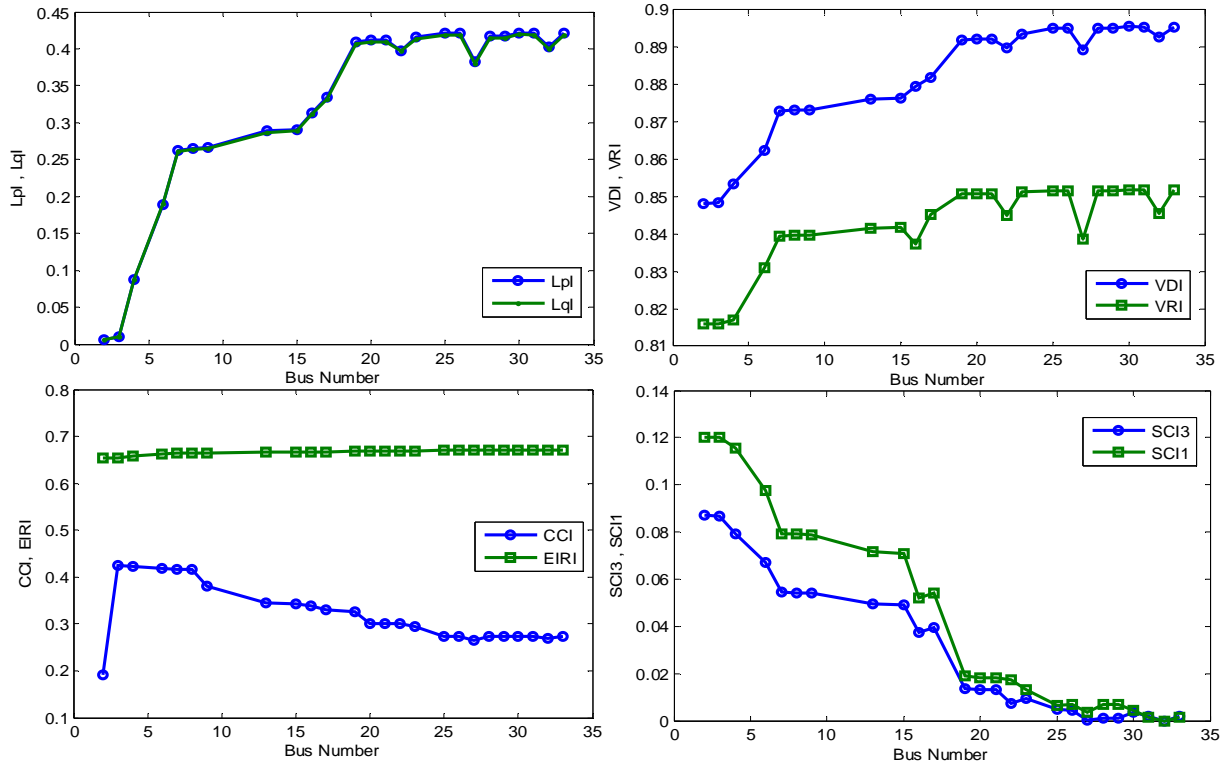 0.45
0.4
0.35
0.3
0.25
0.2
0.15
0.1
0.05
0
LpI , LqI
LpI
LqI
0 5 10 15 20 25 30 35
Bus Number
0.9
0.89
0.88
0.87
0.86
0.85
0.84
0.83
0.82
0.81
VDI , VRI
VDI
VRI
0 5 10 15 20 25 30 35
Bus Number
0.8
0.7
0.6
0.5
0.4
0.3
0.2
0.1
CCI, EIRI
CCI
EIRI
0 5 10 15 20 25 30 35
Bus Number
0.14
0.12
0.1
0.08
0.06
0.04
0.02
0
SCI3 , SCI1
SCI3
SCI1
0 5 10 15 20 25 30 35
Bus Number